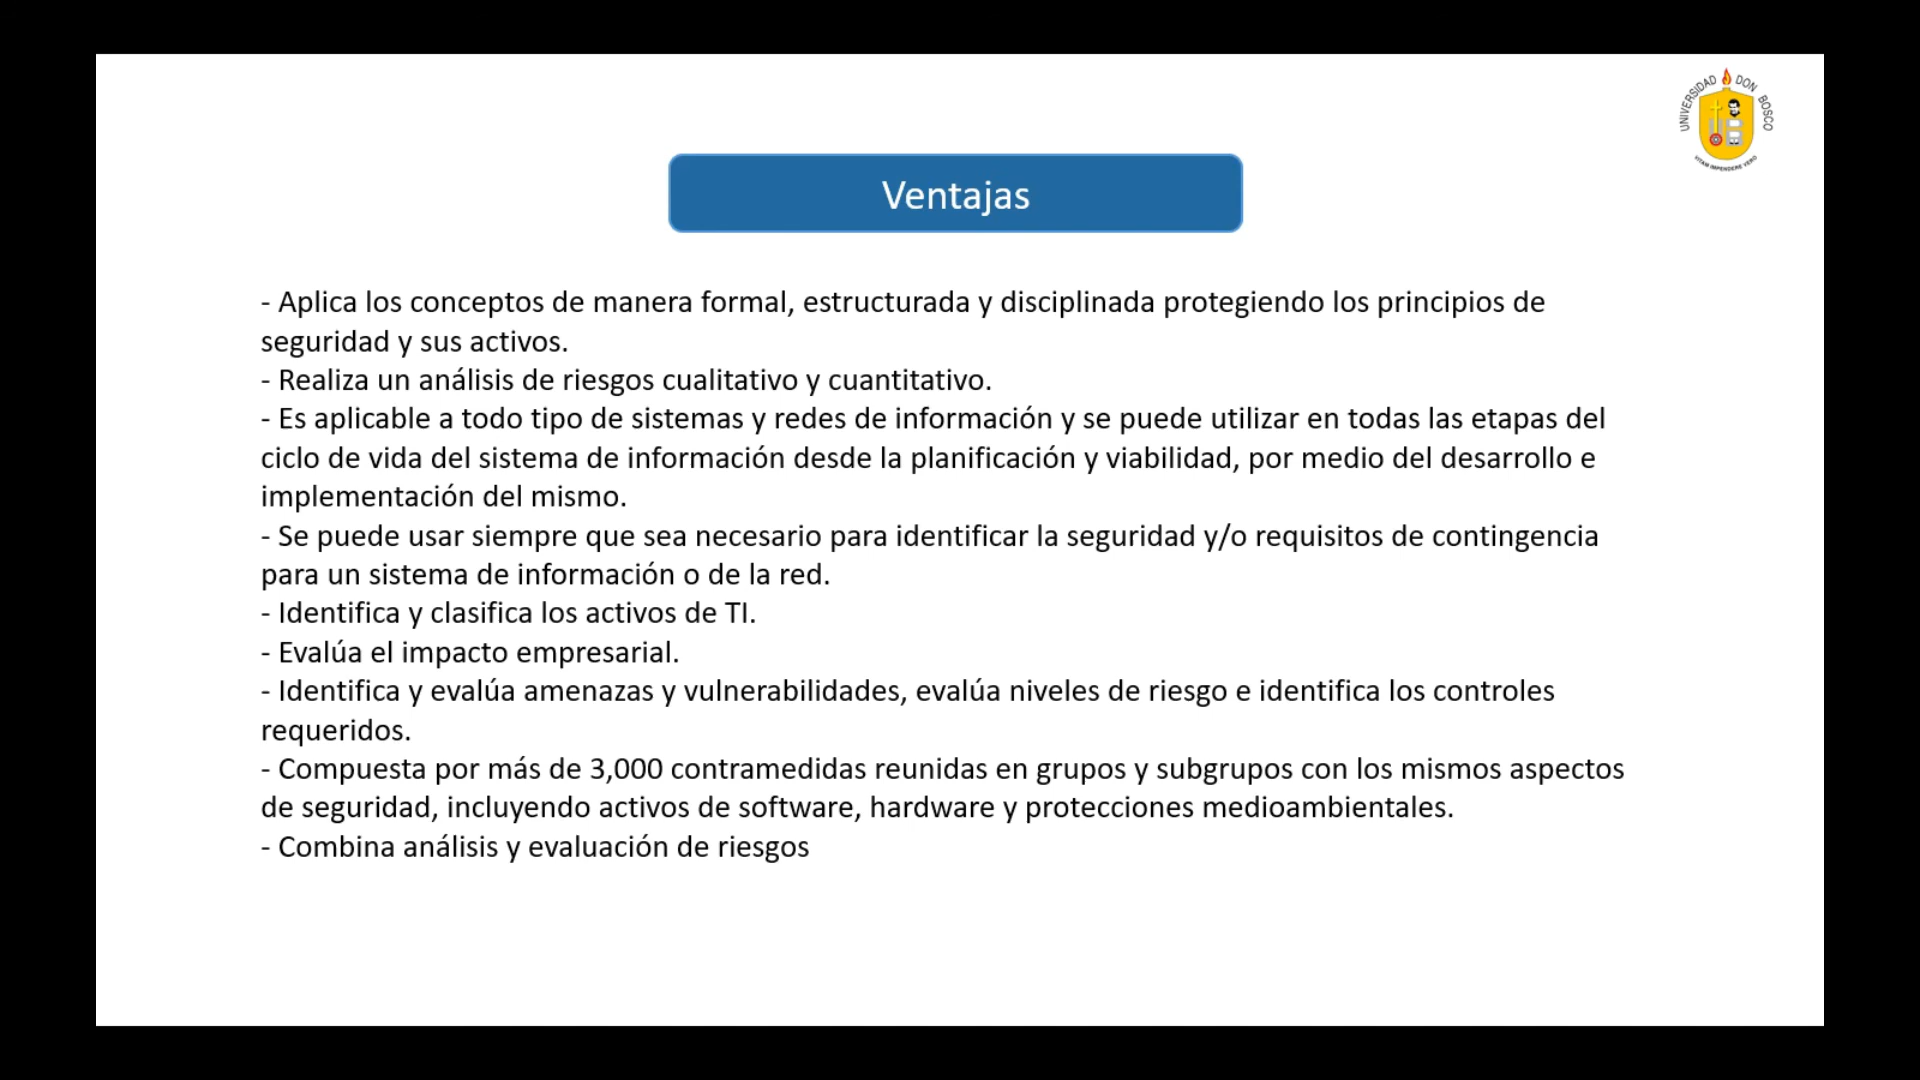 UNIVERSIDAD DON BOSCO
VITAM IMPENDERE VERO
Ventajas
- Aplica los conceptos de manera formal, estructurada y disciplinada protegiendo los principios de
seguridad y sus activos.
- Realiza un análisis de riesgos cualitativo y cuantitativo.
- Es aplicable a todo tipo de sistemas y redes de información y se puede utilizar en todas las etapas del
ciclo de vida del sistema de información desde la planificación y viabilidad, por medio del desarrollo e
implementación del mismo.
- Se puede usar siempre que sea necesario para identificar la seguridad y/o requisitos de contingencia
para un sistema de información o de la red.
- Identifica y clasifica los activos de TI.
- Evalúa el impacto empresarial.
- Identifica y evalúa amenazas y vulnerabilidades, evalúa niveles de riesgo e identifica los controles
requeridos.
- Compuesta por más de 3,000 contramedidas reunidas en grupos y subgrupos con los mismos aspectos
de seguridad, incluyendo activos de software, hardware y protecciones medioambientales.
- Combina análisis y evaluación de riesgos